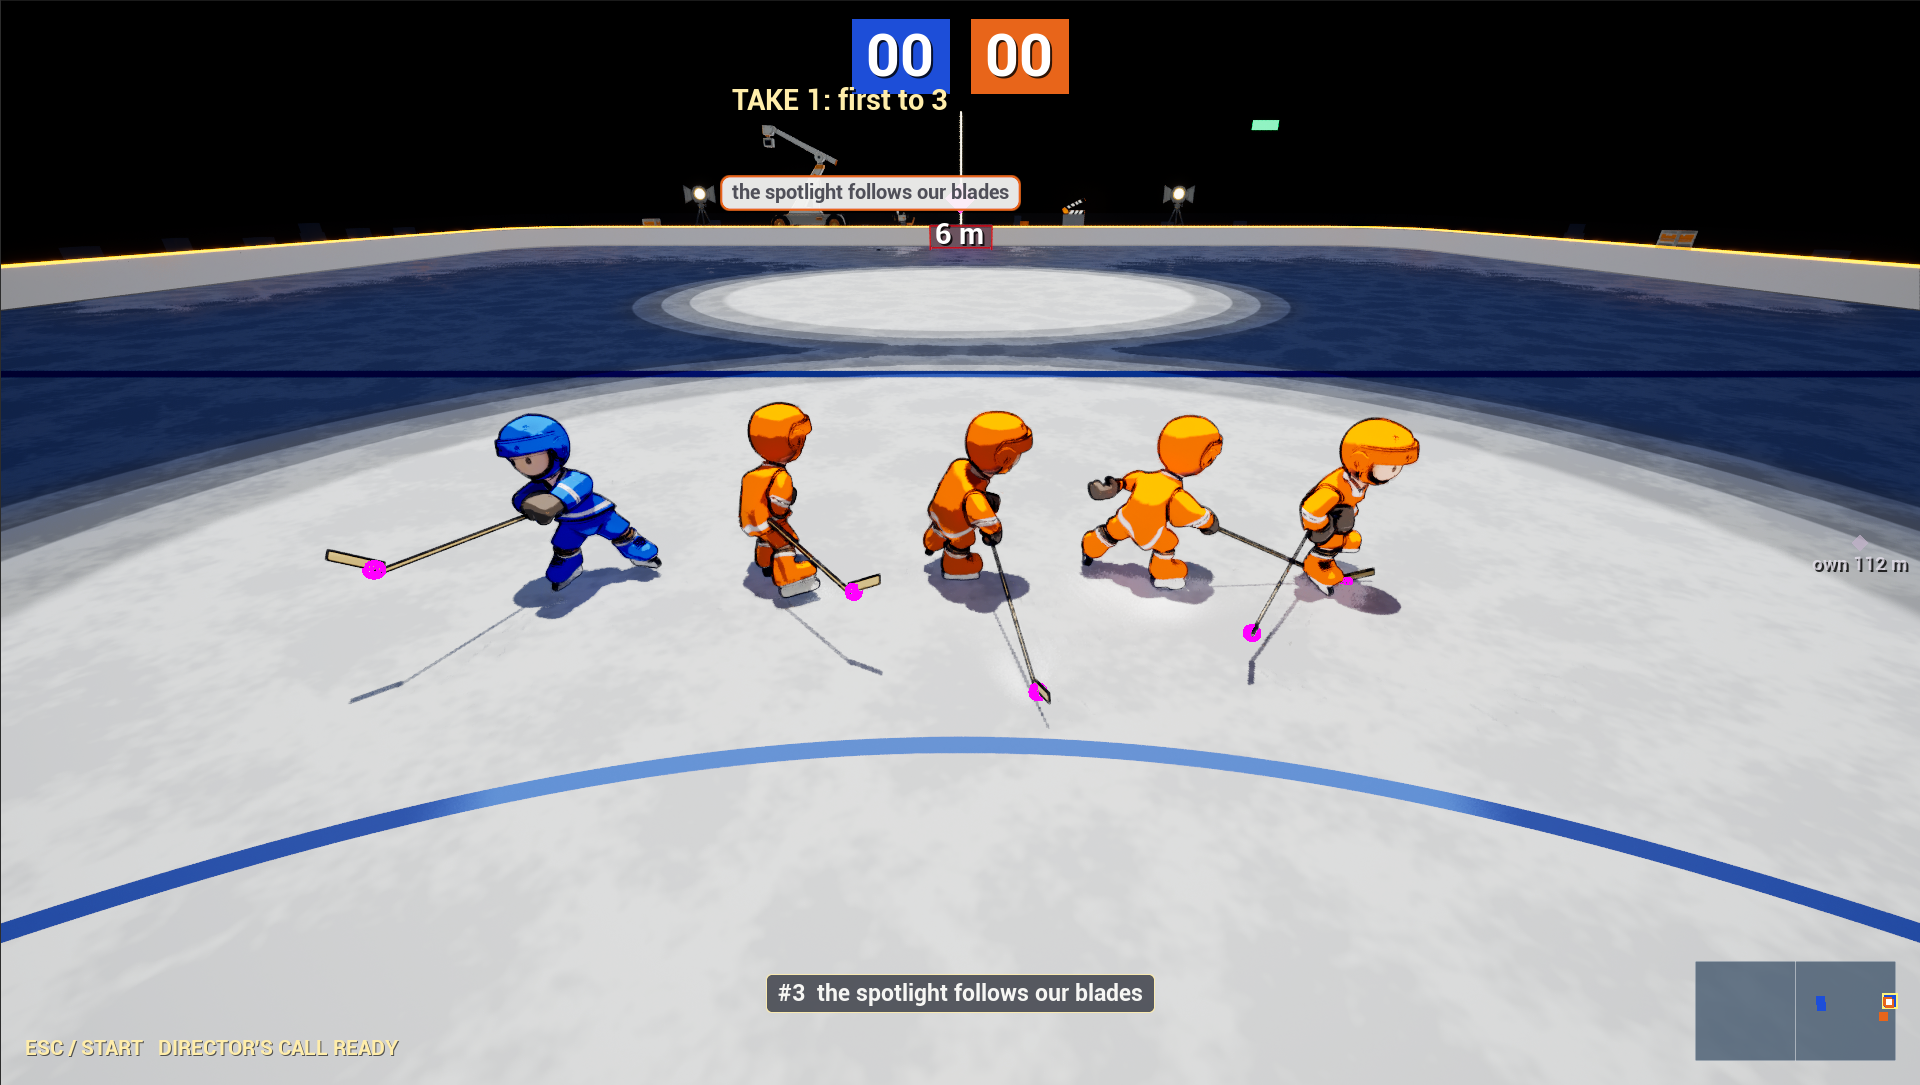 00 00
TAKE 1: first to 3
the spotlight follows our blades
6 m
own 112 m
#3 the spotlight follows our blades
ESC / START DIRECTOR'S CALL READY